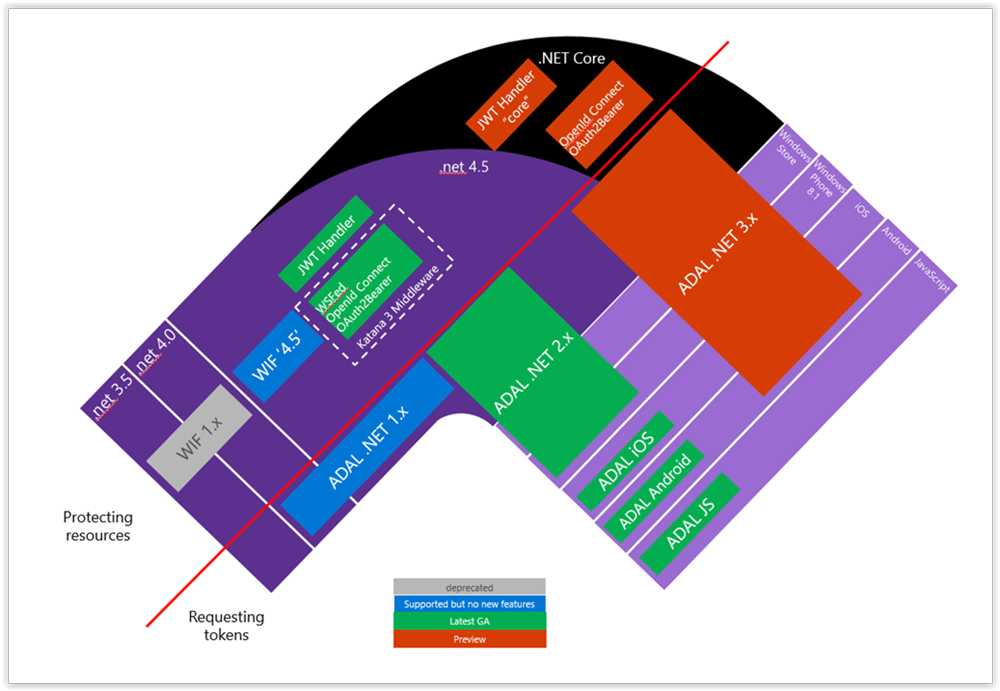 .NET Core
JWT Handler
“core”
OpenId Connect
OAuth2Bearer
.net 4.5
Windows
Store
Windows
Phone
8.1
iOS
Android
JavaScript
JWT Handler
WSFed
OpenId Connect
OAuth2Bearer
Katana 3 Middleware
ADAL .NET 3.x
.net 4.0
.net 3.5
WIF ‘4.5’
WIF 1.x
ADAL .NET 1.x
ADAL .NET 2.x
ADAL iOS
ADAL Android
ADAL JS
Protecting
resources
Requesting
tokens
deprecated
Supported but no new features
Latest GA
Preview